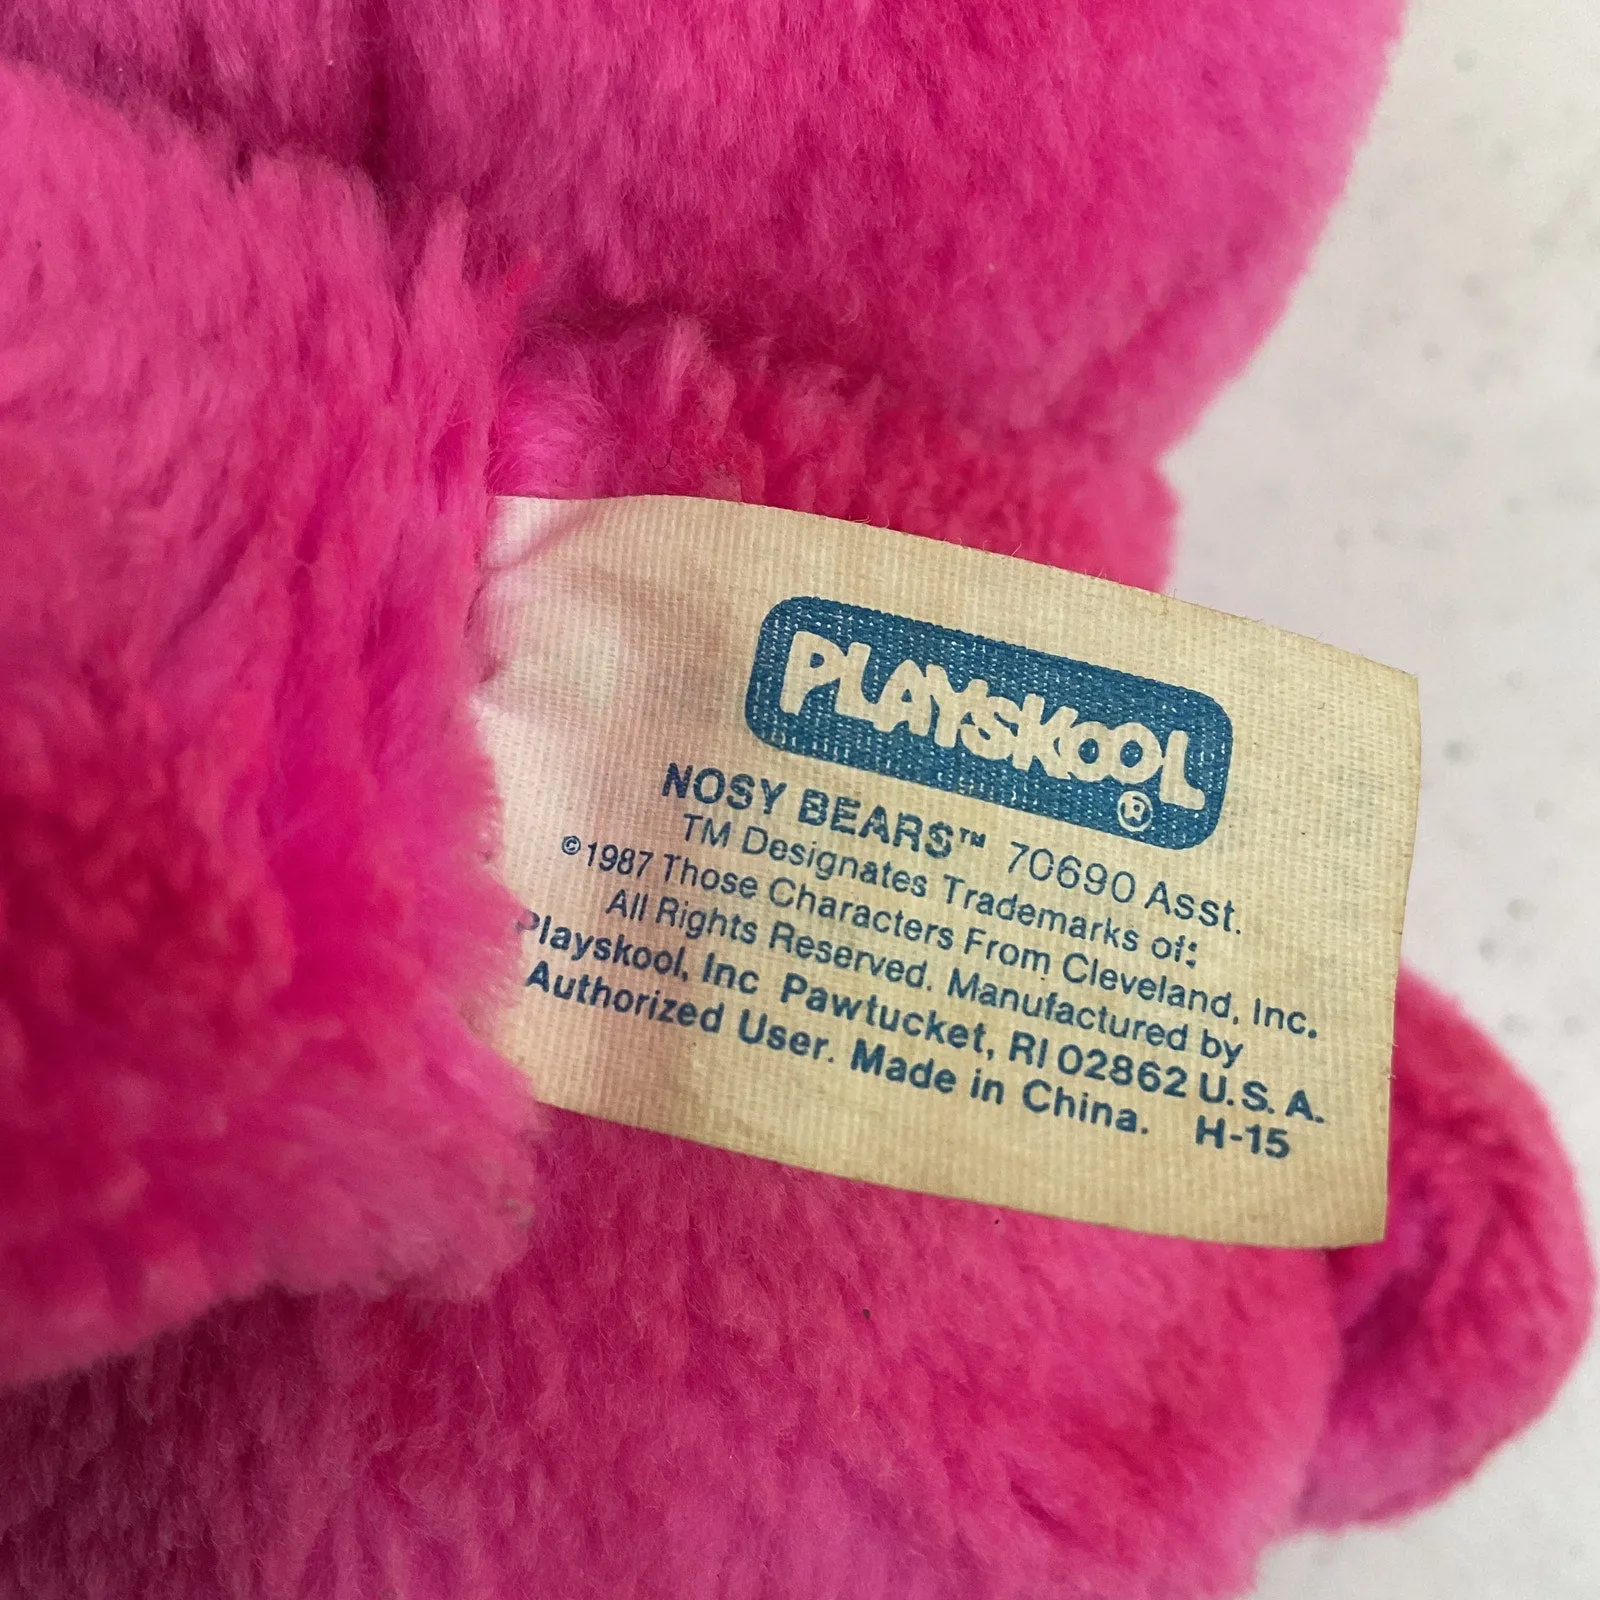 PLAYSKOOL®
NOSY BEARS™ 70690 Asst.
TM Designates Trademarks of:
©1987 Those Characters From Cleveland, Inc.
All Rights Reserved. Manufactured by
Playskool, Inc Pawtucket, RI 02862 U.S.A.
Authorized User. Made in China. H-15